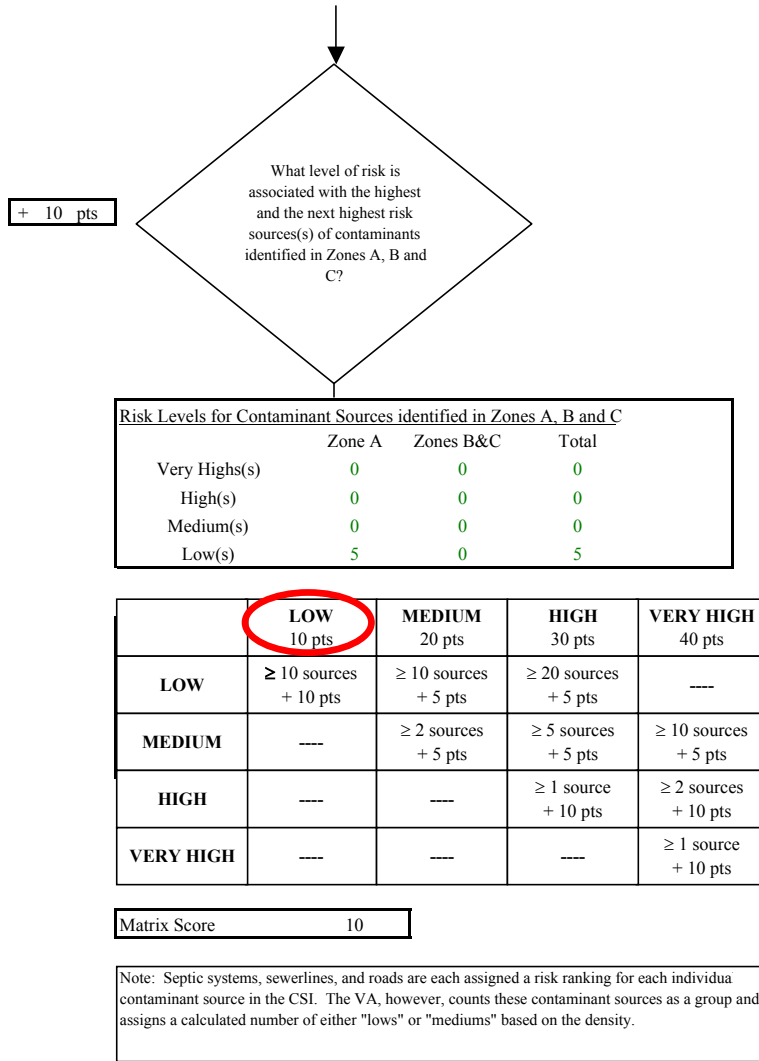 What level of risk is
associated with the highest
and the next highest risk
sources(s) of contaminants
identified in Zones A, B and
C?
+ 10 pts
Risk Levels for Contaminant Sources identified in Zones A, B and C
Zone A Zones B&C Total
Very Highs(s) 0 0 0
High(s) 0 0 0
Medium(s) 0 0 0
Low(s) 5 0 5
LOW MEDIUM HIGH VERY HIGH
10 pts 20 pts 30 pts 40 pts
LOW ≥ 10 sources ≥ 10 sources ≥ 20 sources ----
+ 10 pts + 5 pts + 5 pts
MEDIUM ---- ≥ 2 sources ≥ 5 sources ≥ 10 sources
+ 5 pts + 5 pts + 5 pts
HIGH ---- ---- ≥ 1 source ≥ 2 sources
+ 10 pts + 10 pts
VERY HIGH ---- ---- ---- ≥ 1 source
+ 10 pts
Matrix Score 10
Note: Septic systems, sewerlines, and roads are each assigned a risk ranking for each individua
contaminant source in the CSI. The VA, however, counts these contaminant sources as a group and
assigns a calculated number of either "lows" or "mediums" based on the density.